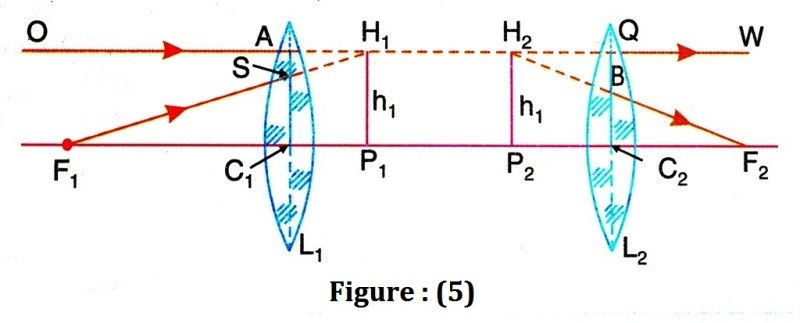 O A H₁ H₂ Q W
S B
h₁ h₁
F₁ C₁ P₁ P₂ C₂ F₂
L₁ L₂
Figure : (5)